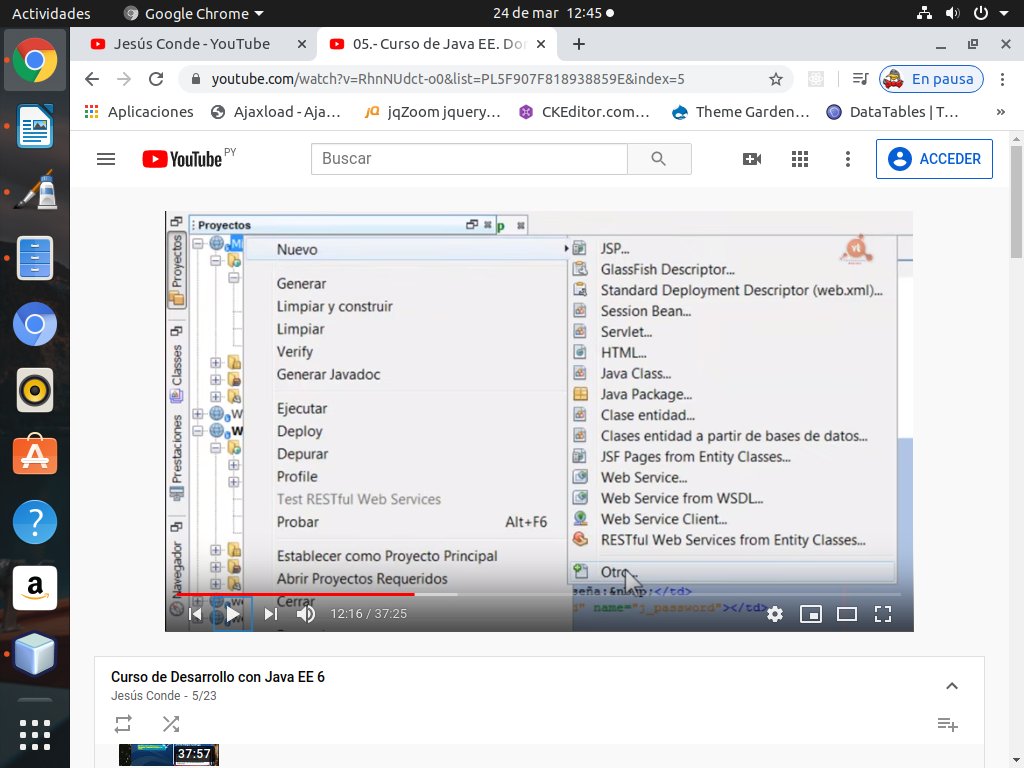 Actividades
Google Chrome
24 de mar 12:45
Jesús Conde - YouTube
05.- Curso de Java EE. Dor
youtube.com/watch?v=RhnNUdct-o0&list=PL5F907F818938859E&index=5
En pausa
Aplicaciones
Ajaxload - Aja...
jqZoom jquery...
CKEditor.com...
Theme Garden...
DataTables | T...
»
YouTube PY
Buscar
ACCEDER
Proyectos
Proyectos
Clases
Prestaciones
Navegador
Nuevo
Generar
Limpiar y construir
Limpiar
Verify
Generar Javadoc
Ejecutar
Deploy
Depurar
Profile
Test RESTful Web Services
Probar Alt+F6
Establecer como Proyecto Principal
Abrir Proyectos Requeridos
Cerrar
JSP...
GlassFish Descriptor...
Standard Deployment Descriptor (web.xml)...
Session Bean...
Servlet...
HTML...
Java Class...
Java Package...
Clase entidad...
Clases entidad a partir de bases de datos...
JSF Pages from Entity Classes...
Web Service...
Web Service from WSDL...
Web Service Client...
RESTful Web Services from Entity Classes...
Otro...
name="j_password"></td>
12:16 / 37:25
Curso de Desarrollo con Java EE 6
Jesús Conde - 5/23
37:57